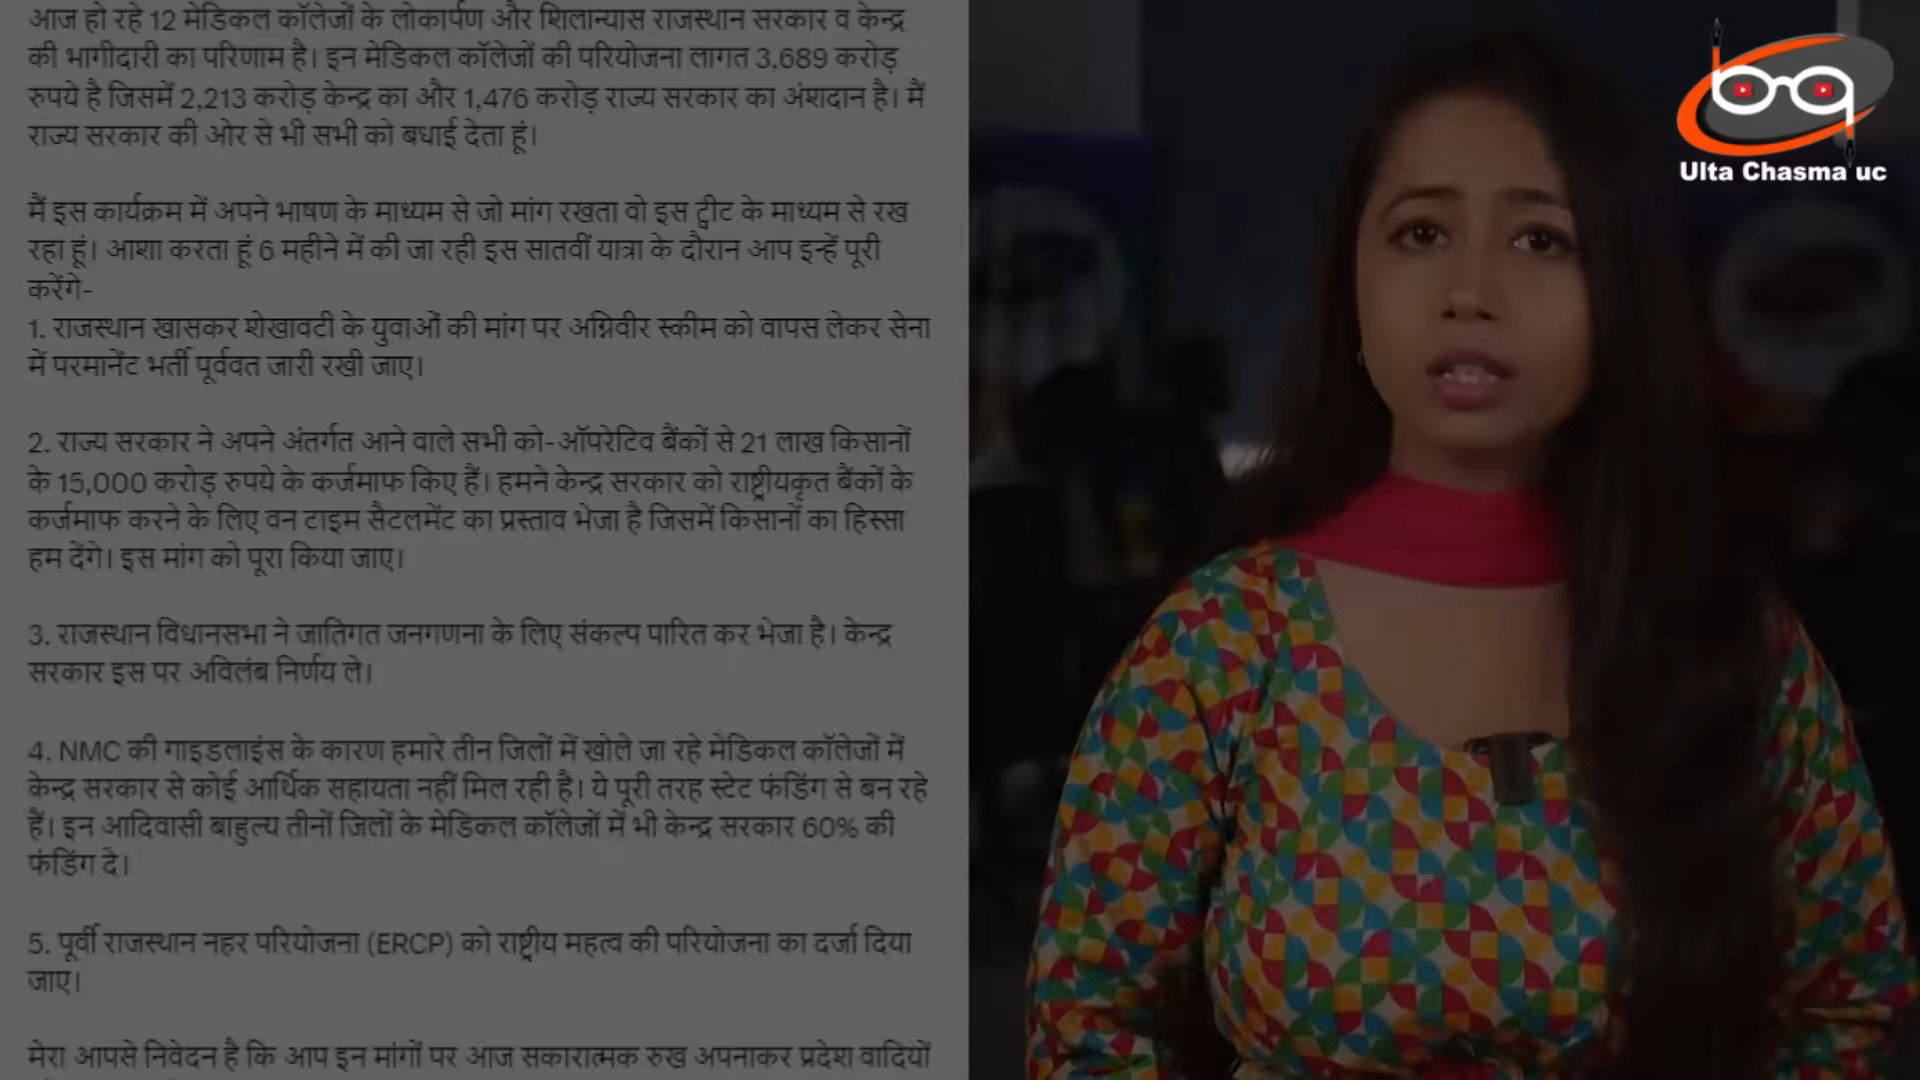 आज हो रहे 12 मेडिकल कॉलेजों के लोकार्पण और शिलान्यास राजस्थान सरकार व केन्द्र
की भागीदारी का परिणाम है। इन मेडिकल कॉलेजों की परियोजना लागत 3,689 करोड़
रुपये है जिसमें 2,213 करोड़ केन्द्र का और 1,476 करोड़ राज्य सरकार का अंशदान है। मैं
राज्य सरकार की ओर से भी सभी को बधाई देता हूं।
मैं इस कार्यक्रम में अपने भाषण के माध्यम से जो मांग रखता वो इस ट्वीट के माध्यम से रख
रहा हूं। आशा करता हूं 6 महीने में की जा रही इस सातवीं यात्रा के दौरान आप इन्हें पूरी
करेंगे-
1. राजस्थान खासकर शेखावटी के युवाओं की मांग पर अग्निवीर स्कीम को वापस लेकर सेना
में परमानेंट भर्ती पूर्ववत जारी रखी जाए।
2. राज्य सरकार ने अपने अंतर्गत आने वाले सभी को-ऑपरेटिव बैंकों से 21 लाख किसानों
के 15,000 करोड़ रुपये के कर्जमाफ किए हैं। हमने केन्द्र सरकार को राष्ट्रीयकृत बैंकों के
कर्जमाफ करने के लिए वन टाइम सैटलमेंट का प्रस्ताव भेजा है जिसमें किसानों का हिस्सा
हम देंगे। इस मांग को पूरा किया जाए।
3. राजस्थान विधानसभा ने जातिगत जनगणना के लिए संकल्प पारित कर भेजा है। केन्द्र
सरकार इस पर अविलंब निर्णय ले।
4. NMC की गाइडलाइंस के कारण हमारे तीन जिलों में खोले जा रहे मेडिकल कॉलेजों में
केन्द्र सरकार से कोई आर्थिक सहायता नहीं मिल रही है। ये पूरी तरह स्टेट फंडिंग से बन रहे
हैं। इन आदिवासी बाहुल्य तीनों जिलों के मेडिकल कॉलेजों में भी केन्द्र सरकार 60% की
फंडिंग दे।
5. पूर्वी राजस्थान नहर परियोजना (ERCP) को राष्ट्रीय महत्व की परियोजना का दर्जा दिया
जाए।
मेरा आपसे निवेदन है कि आप इन मांगों पर आज सकारात्मक रुख अपनाकर प्रदेश वादियों
Ulta Chasma uc